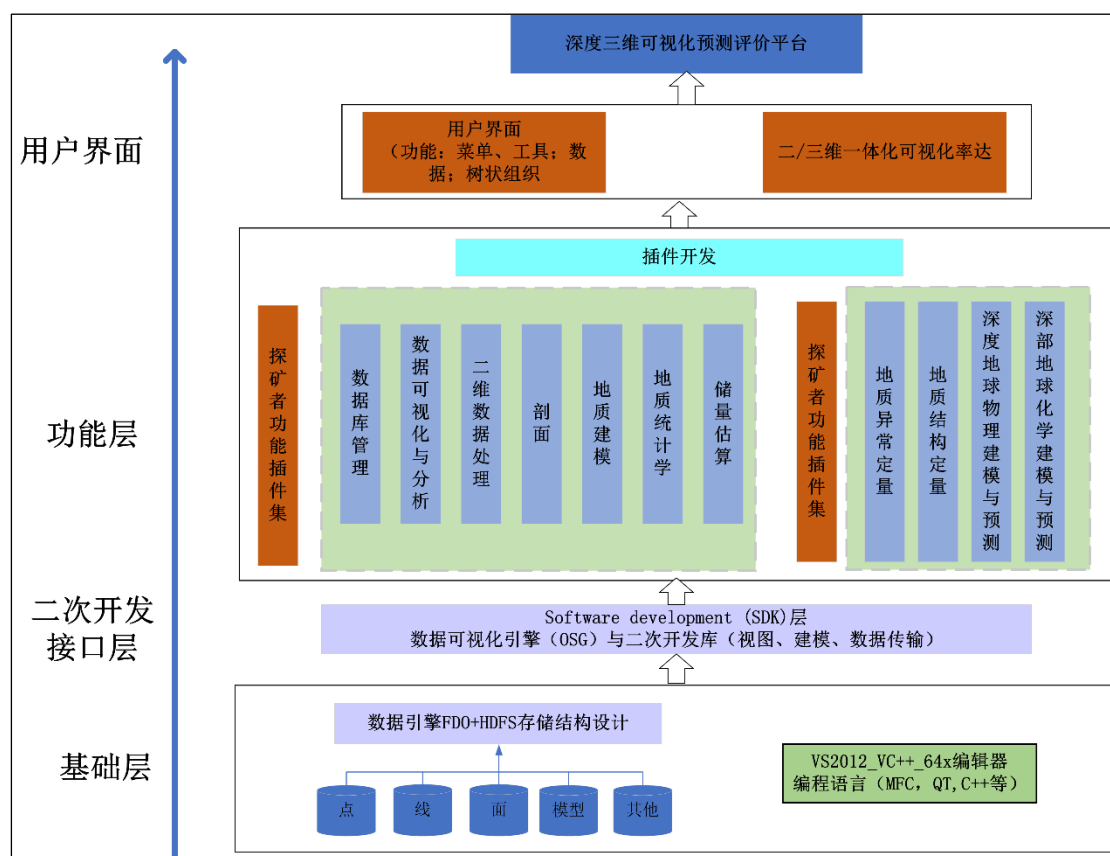 深度三维可视化预测评价平台
用户界面
用户界面
（功能: 菜单、工具; 数
据; 树状组织
二/三维一体化可视化率达
功能层
插件开发
探矿者功能插件集
数据库管理
数据可视化与分析
二维数据处理
剖面
地质建模
地质统计学
储量估算
探矿者功能插件集
地质异常定量
地质结构定量
深度地球物理建模与预测
深部地球化学建模与预测
二次开发
接口层
Software development (SDK)层
数据可视化引擎（OSG）与二次开发库（视图、建模、数据传输）
基础层
数据引擎FDO+HDFS存储结构设计
点
线
面
模型
其他
VS2012_VC++_64x编辑器
编程语言（MFC，QT,C++等）